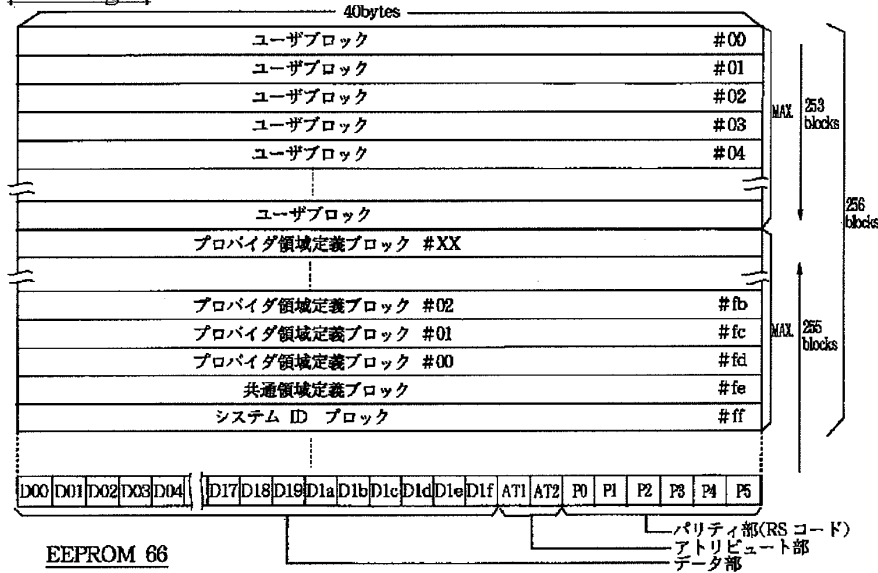 40bytes
ユーザブロック #00
ユーザブロック #01
ユーザブロック #02
ユーザブロック #03
ユーザブロック #04
ユーザブロック
プロバイダ領域定義ブロック #XX
プロバイダ領域定義ブロック #02 #fb
プロバイダ領域定義ブロック #01 #fc
プロバイダ領域定義ブロック #00 #fd
共通領域定義ブロック #fe
システム ID ブロック #ff
MAX. 253 blocks
256 blocks
MAX. 255 blocks
D00 D01 D02 D03 D04 D17 D18 D19 D1a D1b D1c D1d D1e D1f AT1 AT2 P0 P1 P2 P3 P4 P5
パリティ部(RS コード)
アトリビュート部
データ部
EEPROM 66